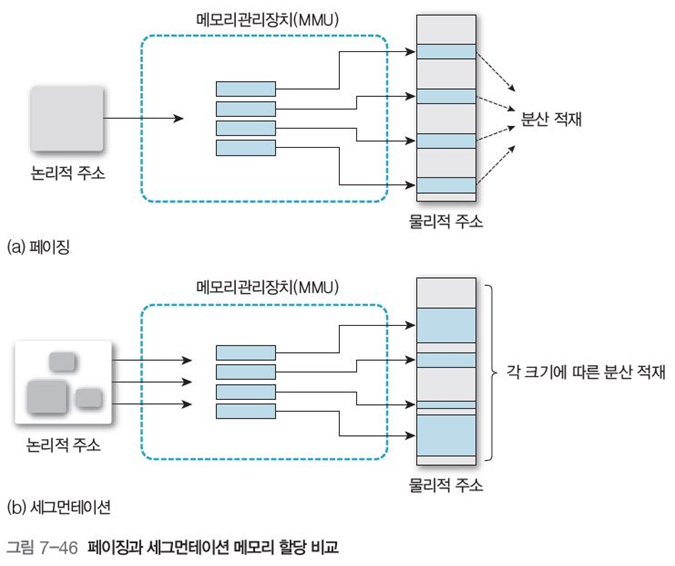 메모리관리장치(MMU)
논리적 주소
분산 적재
물리적 주소
(a) 페이징
메모리관리장치(MMU)
논리적 주소
각 크기에 따른 분산 적재
물리적 주소
(b) 세그먼테이션
그림 7-46 페이징과 세그먼테이션 메모리 할당 비교